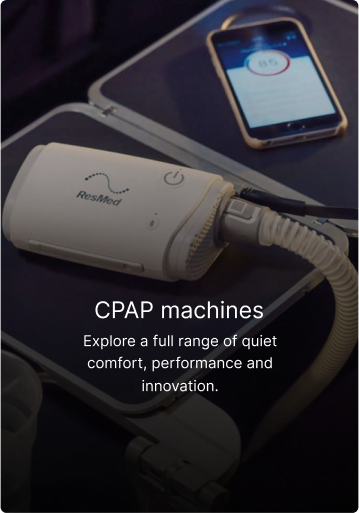 85
ResMed
CPAP machines
Explore a full range of quiet
comfort, performance and
innovation.